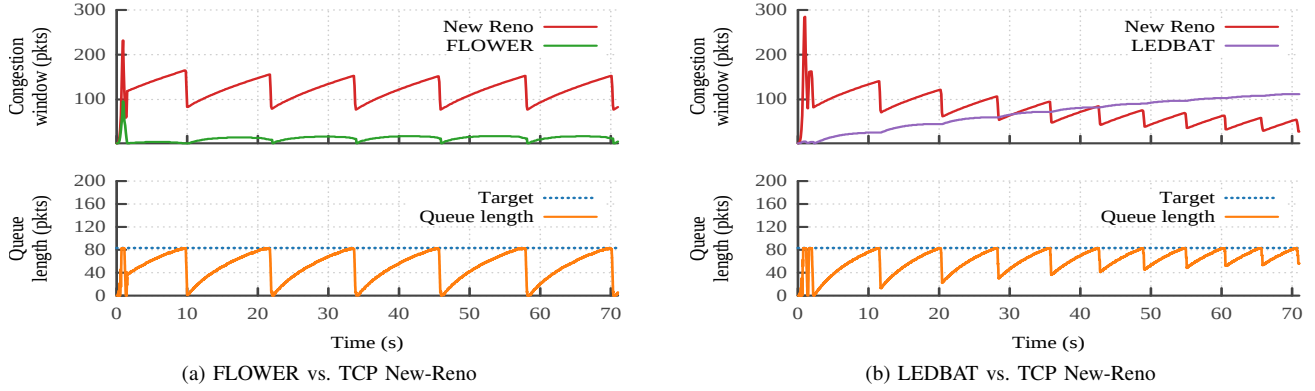 300
200
100
Congestion
window (pkts)
New Reno
FLOWER
200
160
120
80
40
0
Queue
length (pkts)
Target
Queue length
0 10 20 30 40 50 60 70
Time (s)
(a) FLOWER vs. TCP New-Reno
300
200
100
Congestion
window (pkts)
New Reno
LEDBAT
200
160
120
80
40
0
Queue
length (pkts)
Target
Queue length
0 10 20 30 40 50 60 70
Time (s)
(b) LEDBAT vs. TCP New-Reno